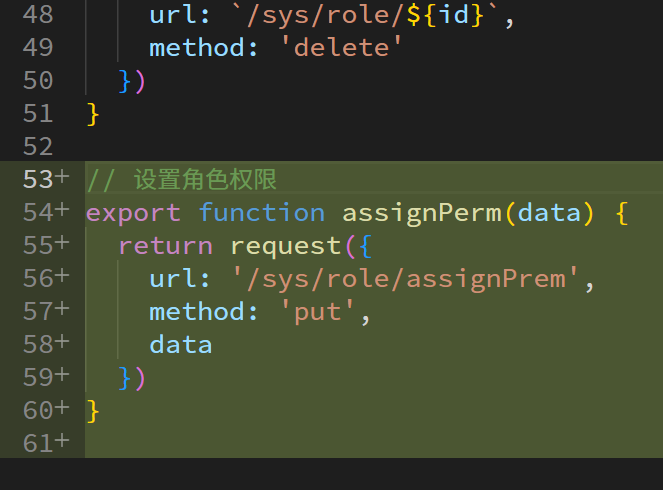 48 url: `/sys/role/${id}`,
49 method: 'delete'
50 })
51 }
52
53+ // 设置角色权限
54+ export function assignPerm(data) {
55+ return request({
56+ url: '/sys/role/assignPrem',
57+ method: 'put',
58+ data
59+ })
60+ }
61+